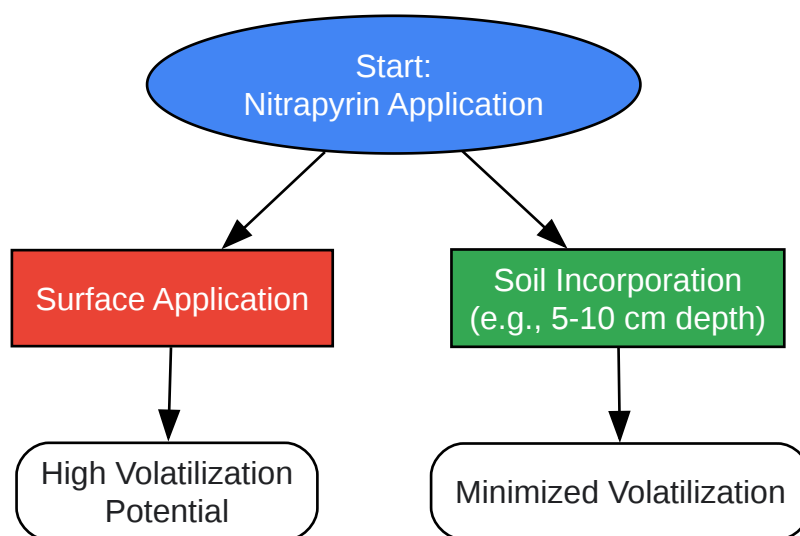 Start:
Nitrapyrin Application
Surface Application
Soil Incorporation
(e.g., 5-10 cm depth)
High Volatilization
Potential
Minimized Volatilization